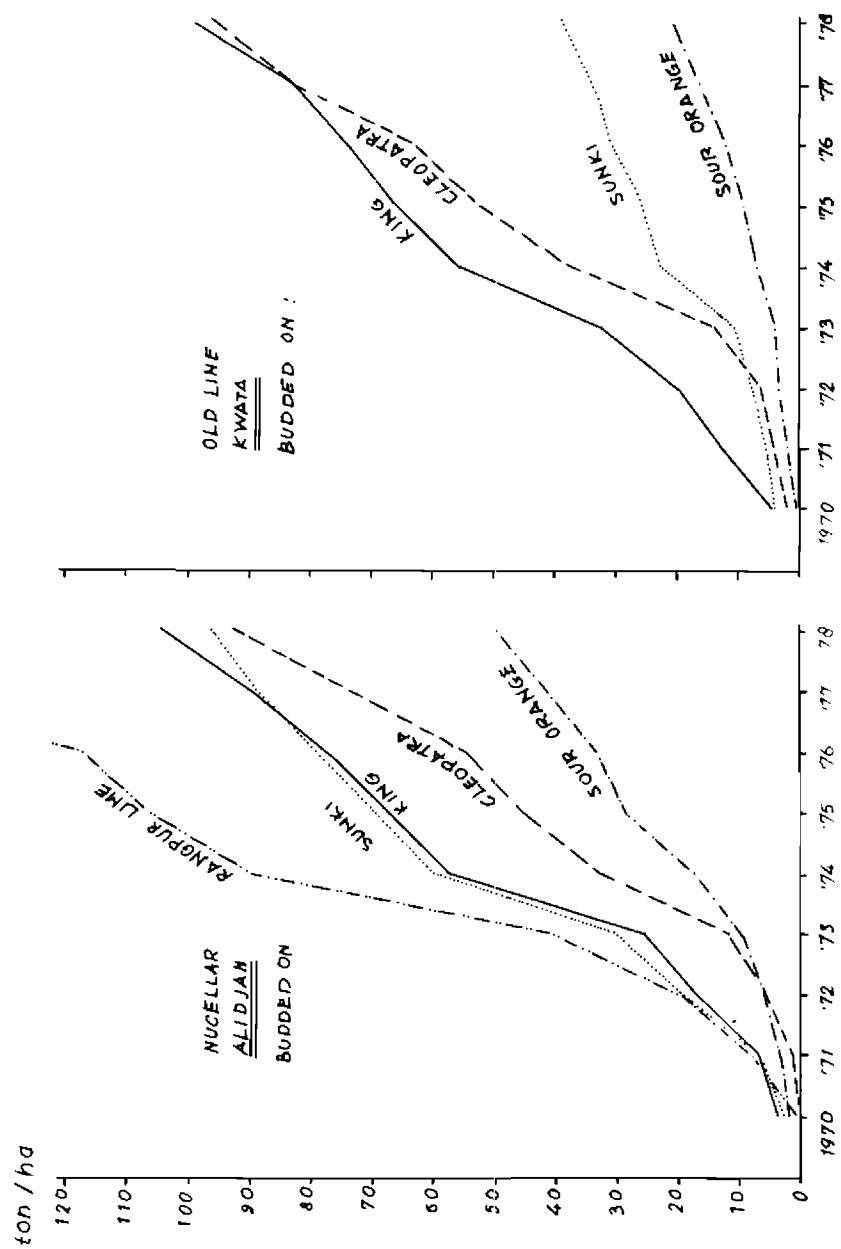 ton / ha
120
110
100
90
80
70
60
50
40
30
20
10
0
NUCELLAR
ALIDJAH
BUDDED ON
RANGPUR LIME
SUNKI
KING
CLEOPATRA
SOUR ORANGE
1970
'71
'72
'73
'74
'75
'76
'77
78
OLD LINE
KWATA
BUDDED ON :
KING
CLEOPATRA
SUNKI
SOUR ORANGE
1970
'71
'72
'73
'74
'75
'76
'77
'78